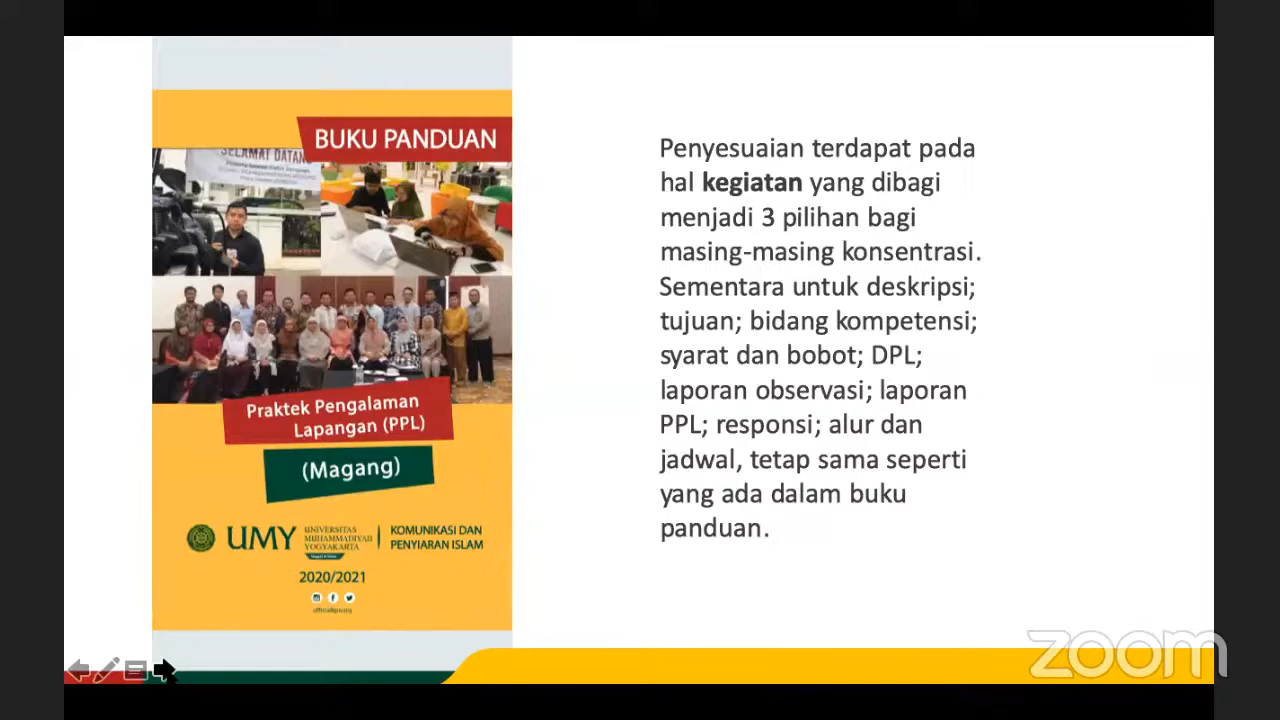 BUKU PANDUAN
SELAMAT DATANG
Praktek Pengalaman
Lapangan (PPL)
(Magang)
UMY
UNIVERSITAS
MUHAMMADIYAH
YOGYAKARTA
KOMUNIKASI DAN
PENYIARAN ISLAM
2020/2021
Penyesuaian terdapat pada
hal kegiatan yang dibagi
menjadi 3 pilihan bagi
masing-masing konsentrasi.
Sementara untuk deskripsi;
tujuan; bidang kompetensi;
syarat dan bobot; DPL;
laporan observasi; laporan
PPL; responsi; alur dan
jadwal, tetap sama seperti
yang ada dalam buku
panduan.
zoom